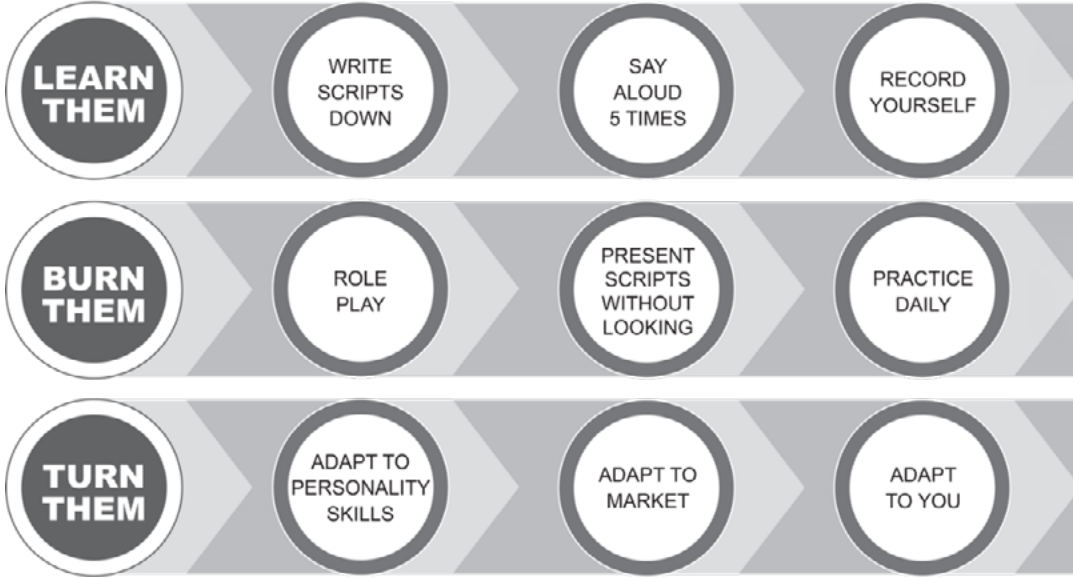 LEARN
THEM
WRITE
SCRIPTS
DOWN
SAY
ALOUD
5 TIMES
RECORD
YOURSELF
BURN
THEM
ROLE
PLAY
PRESENT
SCRIPTS
WITHOUT
LOOKING
PRACTICE
DAILY
TURN
THEM
ADAPT TO
PERSONALITY
SKILLS
ADAPT TO
MARKET
ADAPT
TO YOU